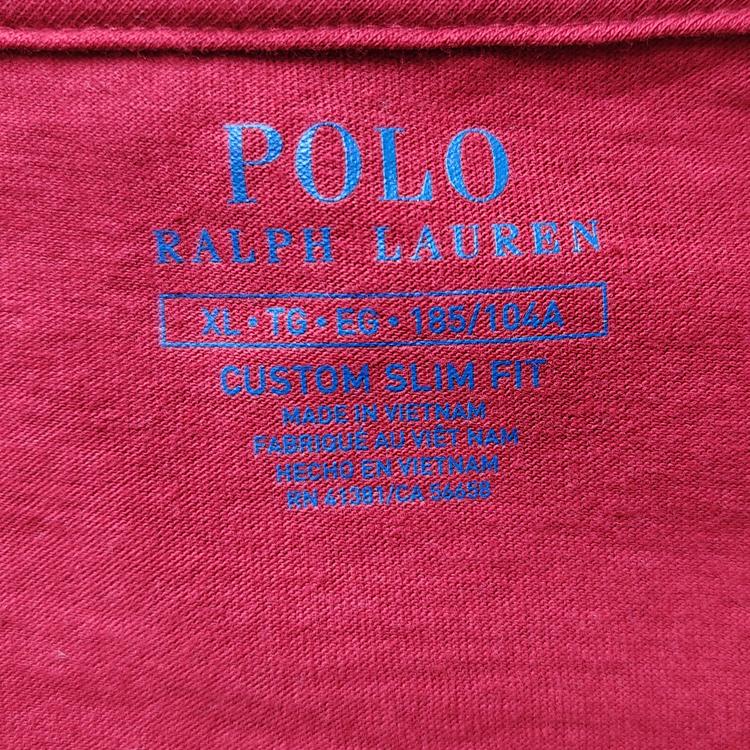 POLO
RALPH LAUREN
XL • TG • EG • 185/104A
CUSTOM SLIM FIT
MADE IN VIETNAM
FABRIQUÉ AU VIÊT NAM
HECHO EN VIETNAM
RN 41381/CA 56658